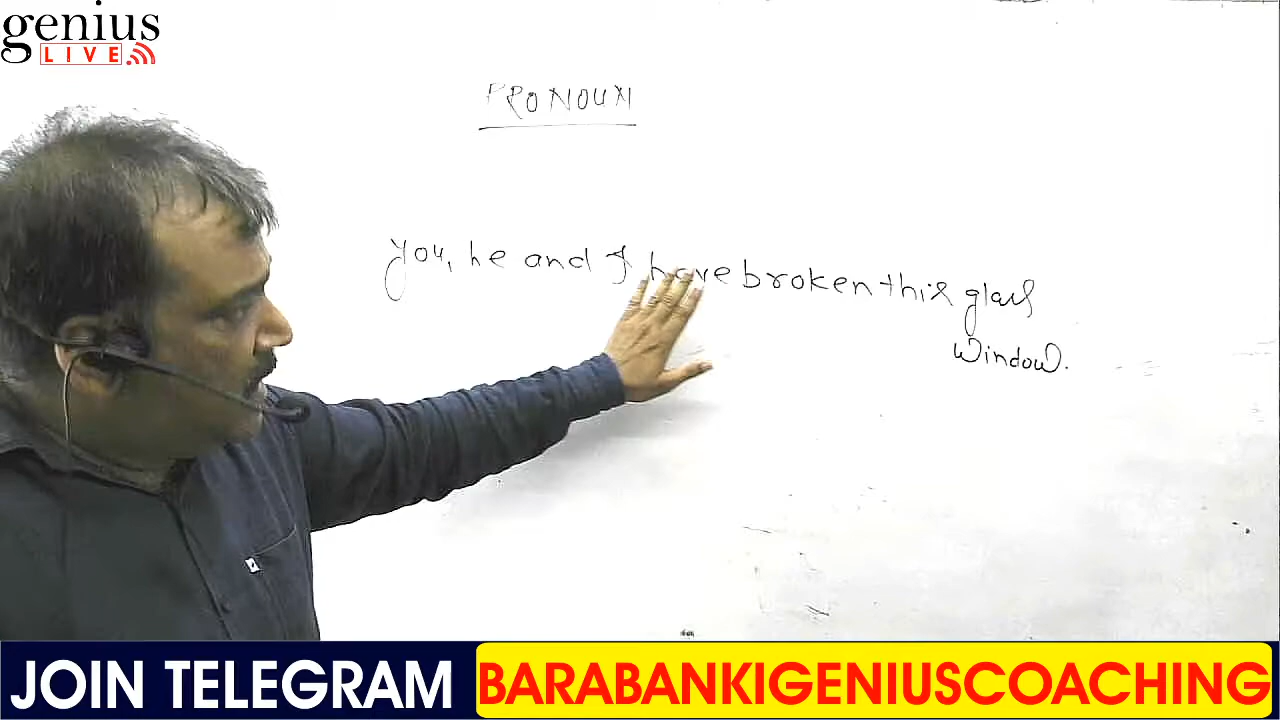 genius
LIVE
PRONOUN
you, he and I have broken this glass
window.
JOIN TELEGRAM BARABANKIGENIUSCOACHING